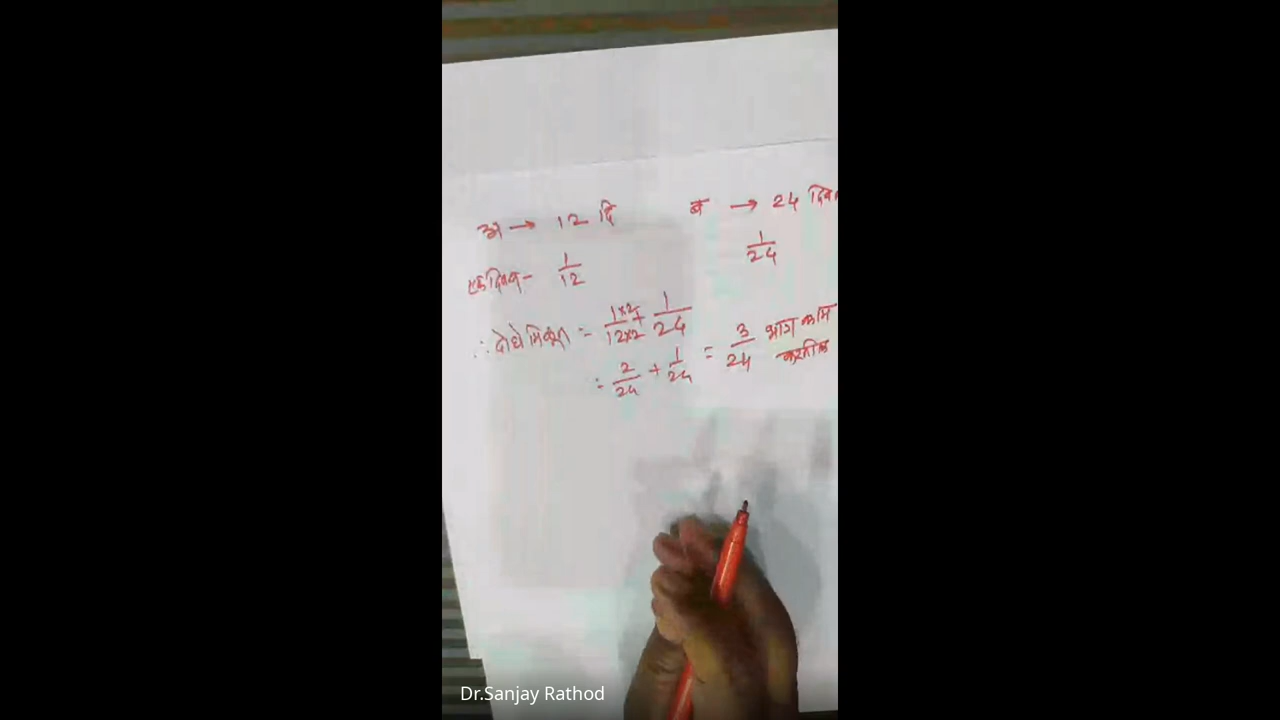 अ → 12 दि ब → 24 दिव
एक दिवस - 1/12 1/24
∴ दोघे मिळून = 1×2/12×2 + 1/24
= 2/24 + 1/24 = 3/24 भाग काम करतील
Dr.Sanjay Rathod